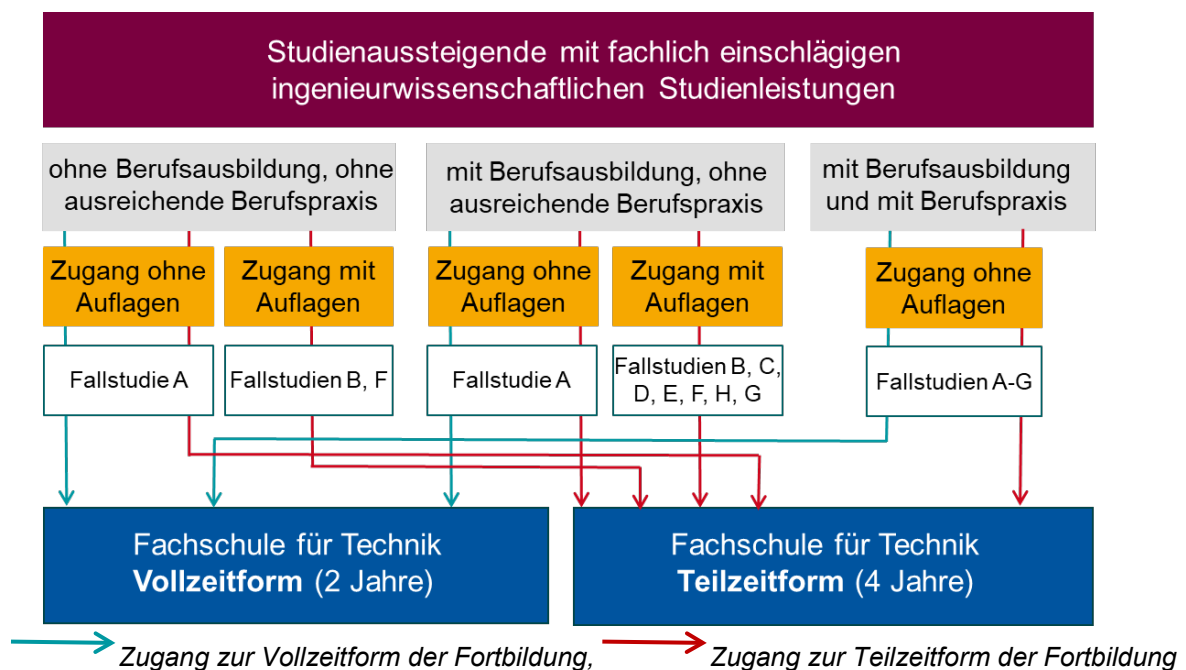 Studienaussteigende mit fachlich einschlägigen
ingenieurwissenschaftlichen Studienleistungen
ohne Berufsausbildung, ohne
ausreichende Berufspraxis
mit Berufsausbildung, ohne
ausreichende Berufspraxis
mit Berufsausbildung
und mit Berufspraxis
Zugang ohne
Auflagen
Zugang mit
Auflagen
Zugang ohne
Auflagen
Zugang mit
Auflagen
Zugang ohne
Auflagen
Fallstudie A
Fallstudien B, F
Fallstudie A
Fallstudien B, C,
D, E, F, H, G
Fallstudien A-G
Fachschule für Technik
Vollzeitform (2 Jahre)
Fachschule für Technik
Teilzeitform (4 Jahre)
Zugang zur Vollzeitform der Fortbildung,
Zugang zur Teilzeitform der Fortbildung